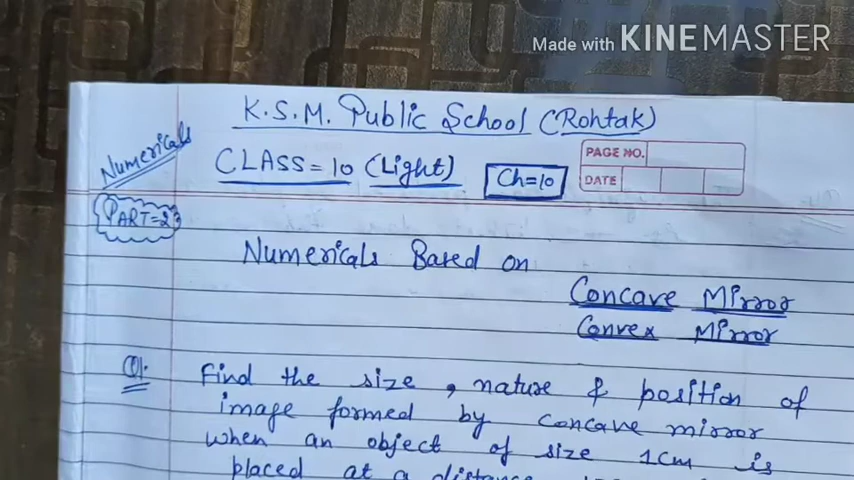 Made with KINEMASTER
K.S.M. Public School (Rohtak)
Numericals
CLASS = 10 (Light)
Ch=10
PAGE NO.
DATE
PART=2
Numericals Based on
Concave Mirror
Convex Mirror
Q1.
Find the size, nature & position of
image formed by concave mirror
when an object of size 1cm is
placed at a distance